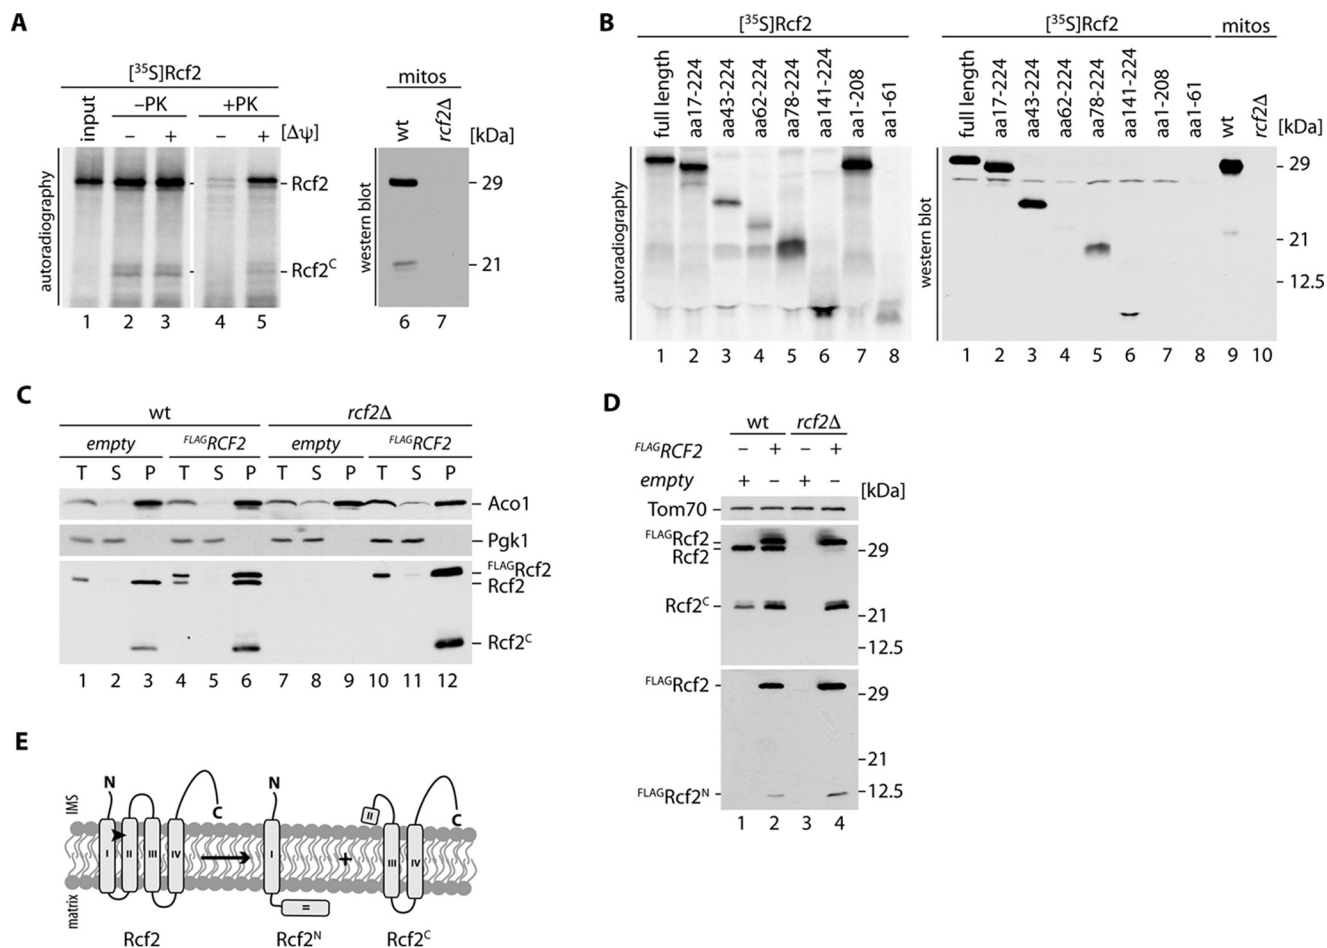 A
[³⁵S]Rcf2
–PK +PK mitos
input – + – + [Δψ] wt rcf2Δ [kDa]
autoradiography
Rcf2
Rcf2ᶜ
western blot
29
21
1 2 3 4 5 6 7
B
[³⁵S]Rcf2 [³⁵S]Rcf2 mitos
full length aa17-224 aa43-224 aa62-224 aa78-224 aa141-224 aa1-208 aa1-61
full length aa17-224 aa43-224 aa62-224 aa78-224 aa141-224 aa1-208 aa1-61 wt rcf2Δ [kDa]
autoradiography
western blot
29
21
12.5
1 2 3 4 5 6 7 8 1 2 3 4 5 6 7 8 9 10
C
wt rcf2Δ
empty ᶠᴸᴬᴳRCF2 empty ᶠᴸᴬᴳRCF2
T S P T S P T S P T S P
Aco1
Pgk1
ᶠᴸᴬᴳRcf2
Rcf2
Rcf2ᶜ
1 2 3 4 5 6 7 8 9 10 11 12
D
wt rcf2Δ
ᶠᴸᴬᴳRCF2 – + – +
empty + – + –
[kDa]
Tom70
ᶠᴸᴬᴳRcf2
Rcf2
29
Rcf2ᶜ
21
12.5
ᶠᴸᴬᴳRcf2
29
21
ᶠᴸᴬᴳRcf2ᴺ
12.5
1 2 3 4
E
IMS
N N
C C
II
I II III IV I + III IV
II
matrix
Rcf2 Rcf2ᴺ Rcf2ᶜ